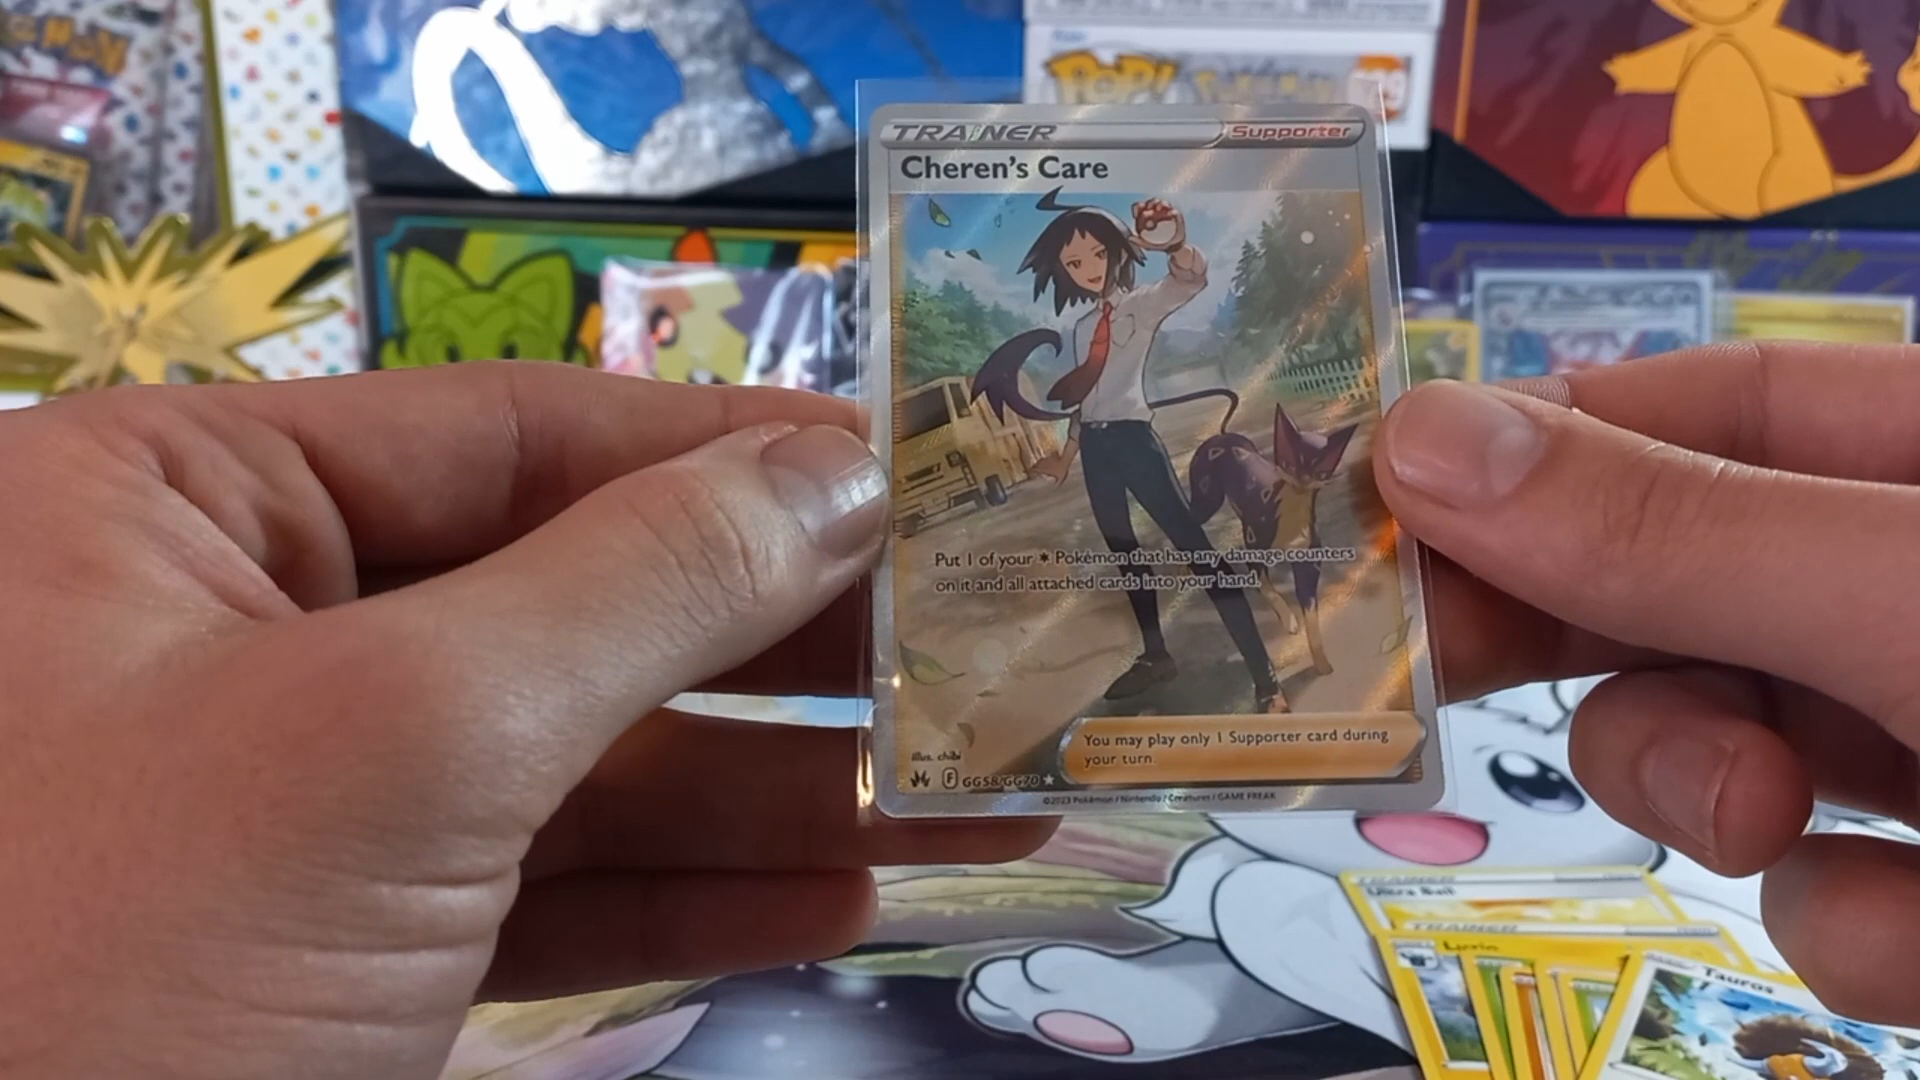 POP!
TRAINER Supporter
Cheren's Care
Put 1 of your * Pokémon that has any damage counters
on it and all attached cards into your hand.
You may play only 1 Supporter card during
your turn.
Illus. chibi
F GG58/GG70 ★
©2023 Pokémon / Nintendo / Creatures / GAME FREAK
TRAINER
Ultra Ball
TRAINER
Tauros